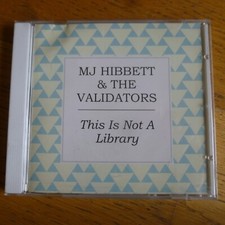 MJ HIBBETT
& THE
VALIDATORS
This Is Not A
Library